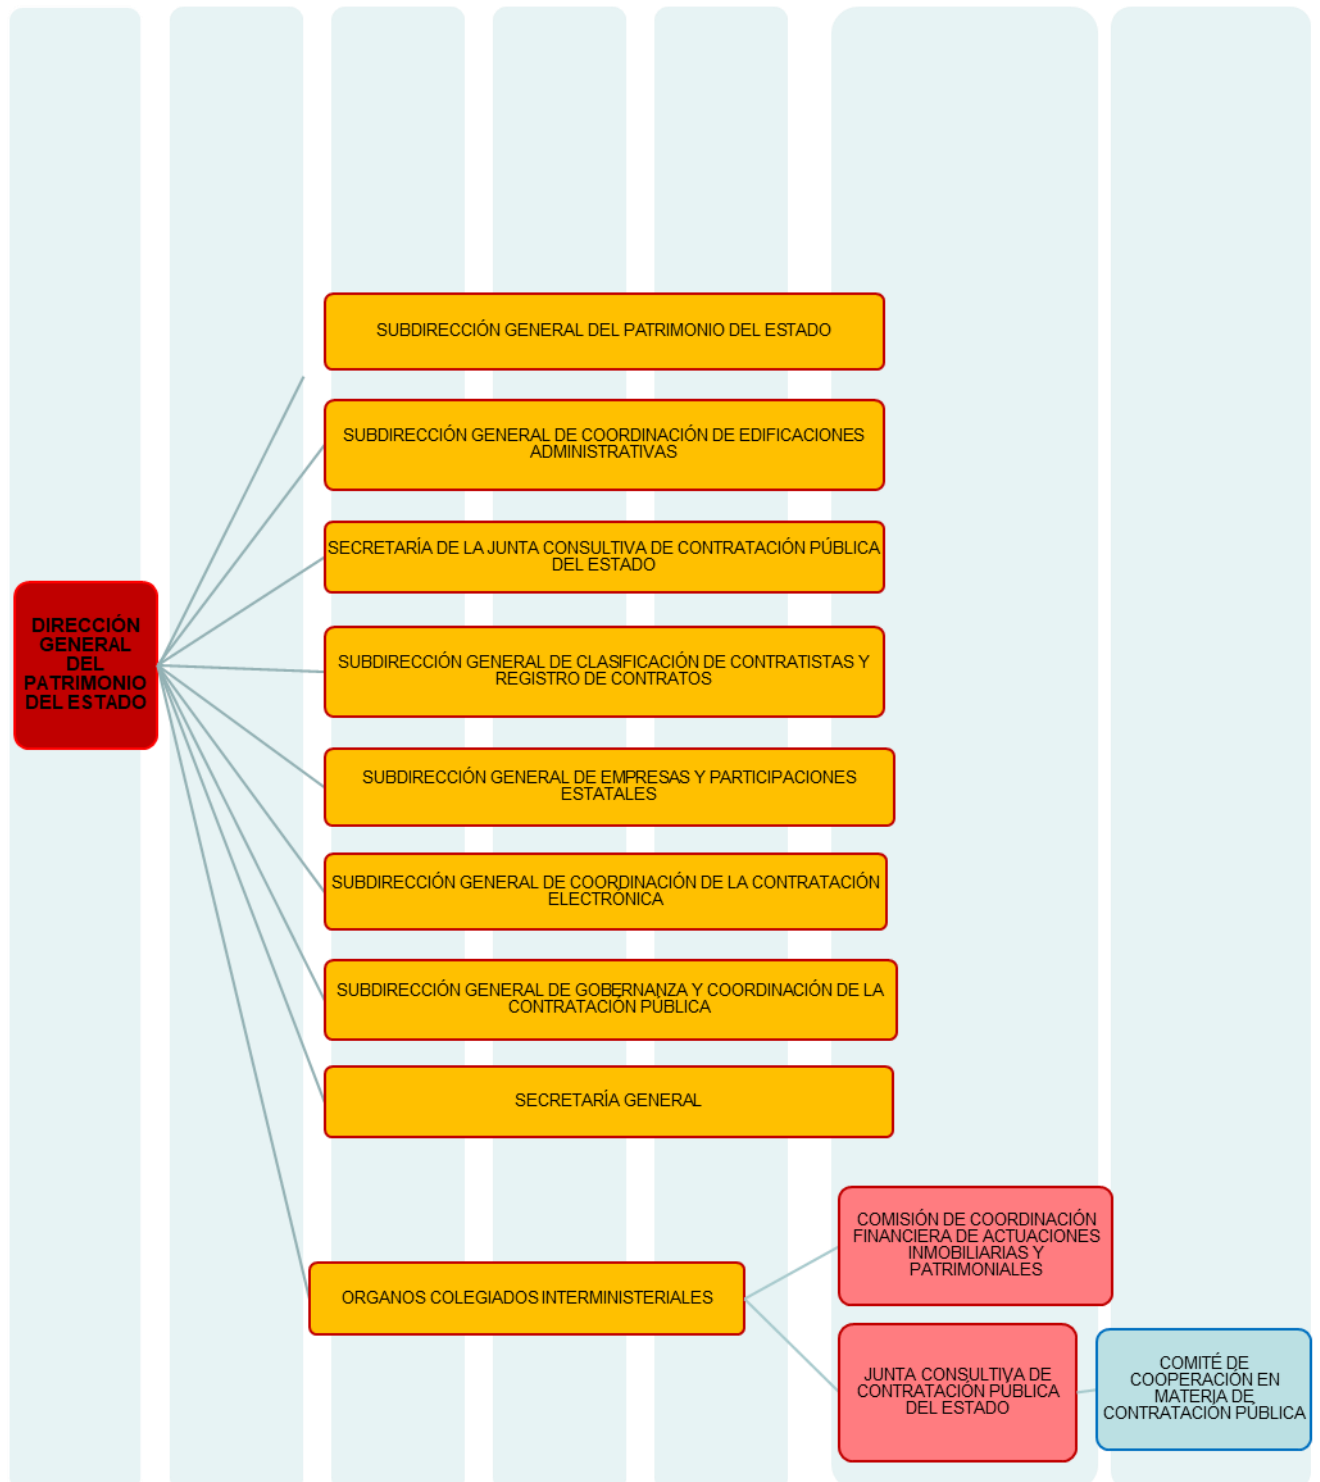 DIRECCIÓN
GENERAL
DEL
PATRIMONIO
DEL ESTADO
SUBDIRECCIÓN GENERAL DEL PATRIMONIO DEL ESTADO
SUBDIRECCIÓN GENERAL DE COORDINACIÓN DE EDIFICACIONES
ADMINISTRATIVAS
SECRETARÍA DE LA JUNTA CONSULTIVA DE CONTRATACIÓN PÚBLICA
DEL ESTADO
SUBDIRECCIÓN GENERAL DE CLASIFICACIÓN DE CONTRATISTAS Y
REGISTRO DE CONTRATOS
SUBDIRECCIÓN GENERAL DE EMPRESAS Y PARTICIPACIONES
ESTATALES
SUBDIRECCIÓN GENERAL DE COORDINACIÓN DE LA CONTRATACIÓN
ELECTRÓNICA
SUBDIRECCIÓN GENERAL DE GOBERNANZA Y COORDINACIÓN DE LA
CONTRATACIÓN PÚBLICA
SECRETARÍA GENERAL
ORGANOS COLEGIADOS INTERMINISTERIALES
COMISIÓN DE COORDINACIÓN
FINANCIERA DE ACTUACIONES
INMOBILIARIAS Y
PATRIMONIALES
JUNTA CONSULTIVA DE
CONTRATACIÓN PÚBLICA
DEL ESTADO
COMITÉ DE
COOPERACIÓN EN
MATERIA DE
CONTRATACIÓN PÚBLICA